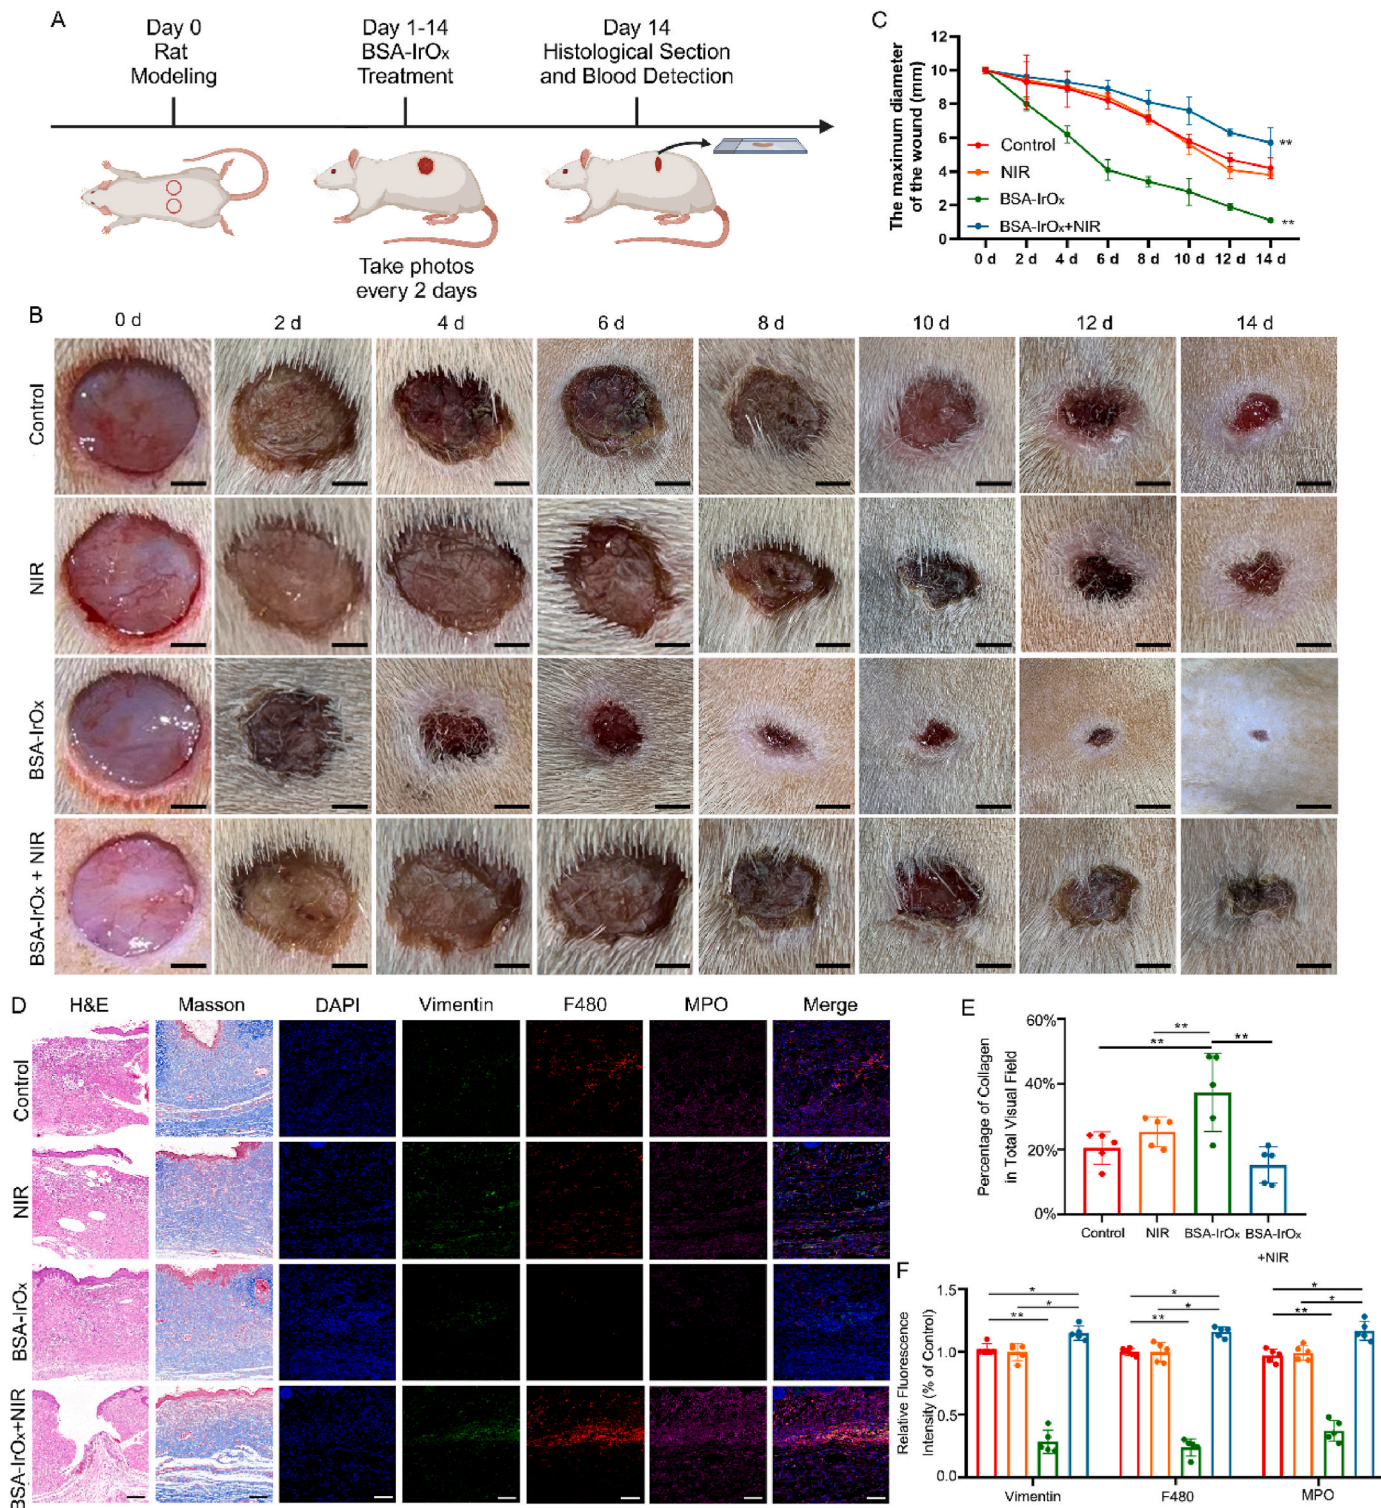 A
Day 0
Rat
Modeling
Day 1-14
BSA-IrOx
Treatment
Day 14
Histological Section
and Blood Detection
Take photos
every 2 days
C
The maximum diameter
of the wound (mm)
12
10
8
6
4
2
0
0 d 2 d 4 d 6 d 8 d 10 d 12 d 14 d
Control
NIR
BSA-IrOx
BSA-IrOx+NIR
**
**
B
0 d 2 d 4 d 6 d 8 d 10 d 12 d 14 d
Control
NIR
BSA-IrOx
BSA-IrOx + NIR
D
H&E Masson DAPI Vimentin F480 MPO Merge
Control
NIR
BSA-IrOx
BSA-IrOx+NIR
E
Percentage of Collagen
in Total Visual Field
60%
40%
20%
0%
**
**
**
Control NIR BSA-IrOx BSA-IrOx
+NIR
F
Relative Fluorescence
Intensity (% of Control)
1.5
1.0
0.5
0.0
*
*
**
*
*
**
*
*
**
Vimentin F480 MPO